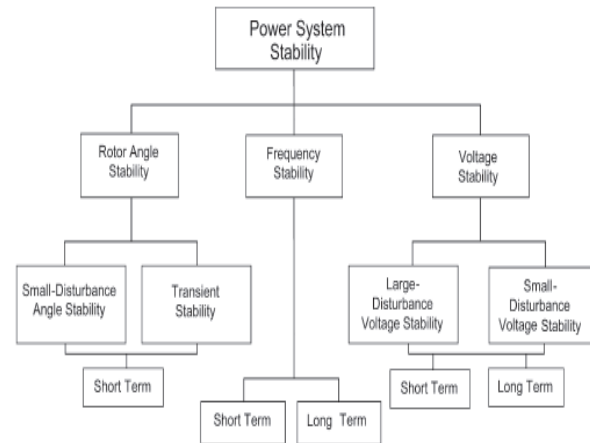 Power System
Stability
Rotor Angle
Stability
Frequency
Stability
Voltage
Stability
Small-Disturbance
Angle Stability
Transient
Stability
Large-
Disturbance
Voltage Stability
Small-
Disturbance
Voltage Stability
Short Term
Short Term
Long Term
Short Term
Long Term